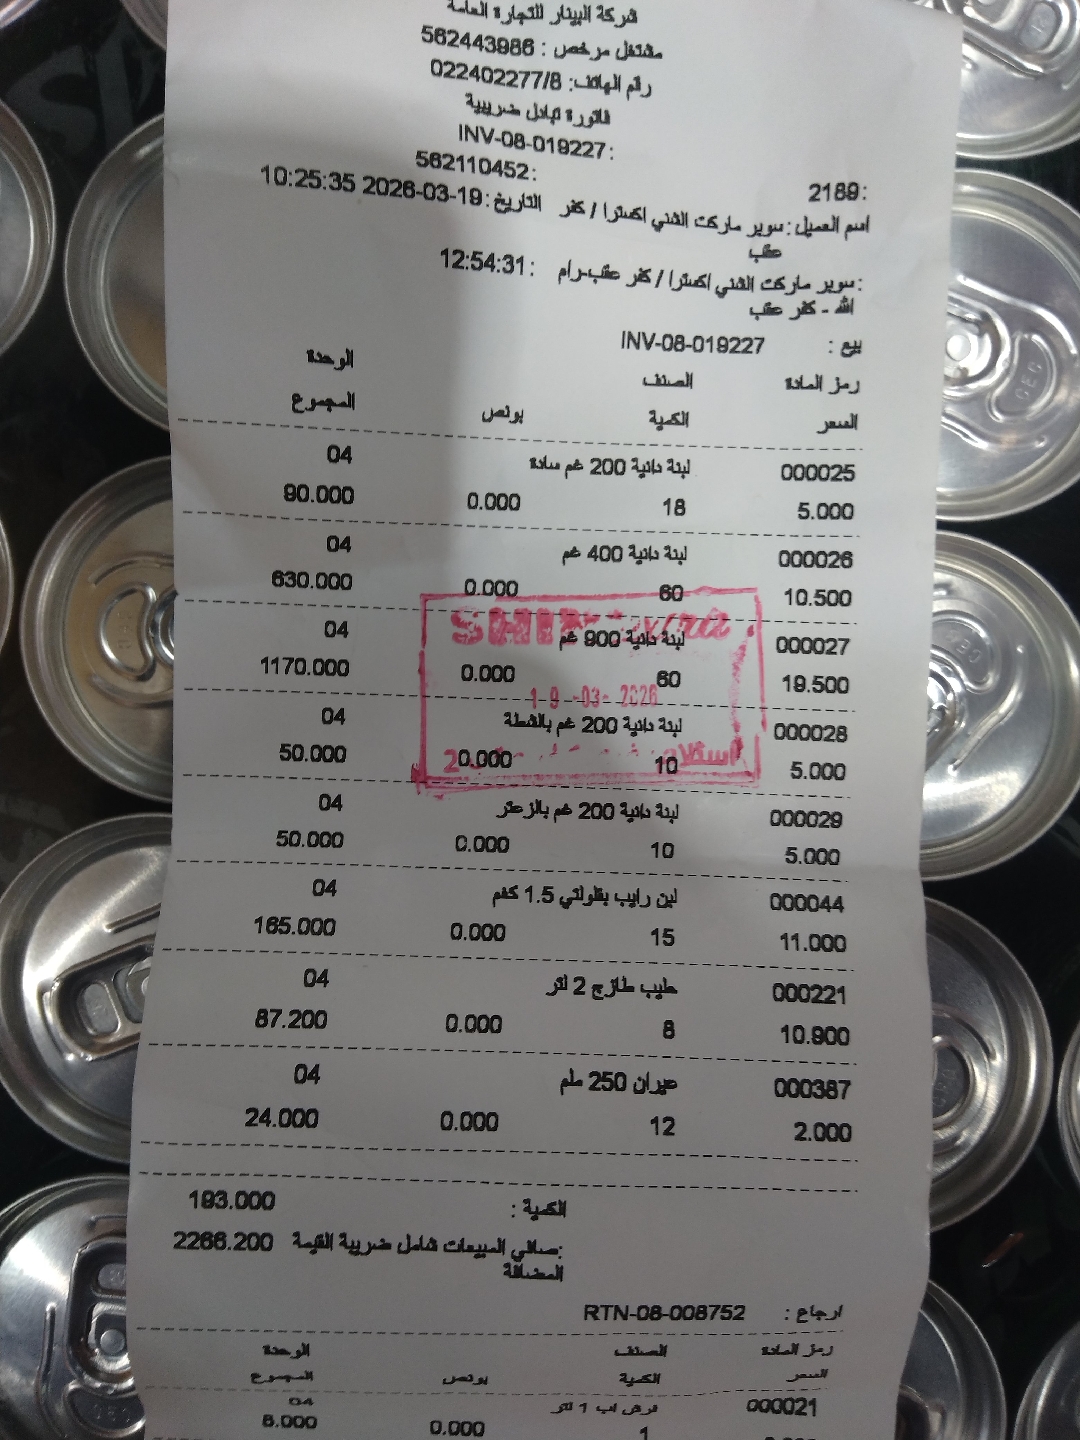 شركة البينار للتجارة العامة
مشتغل مرخص : 562443986
رقم الهاتف: 022402277/8
فاتورة تبادل ضريبية
INV-08-019227:
562110452:
2189:
اسم العميل : سوبر ماركت الشني اكسترا / كفر عقب
التاريخ : 2026-03-19 10:25:35
: سوبر ماركت الشني اكسترا / كفر عقب-رام الله - كفر عقب
12:54:31 :
بيع : INV-08-019227
رمز المادة الصنف الوحدة
السعر الكمية بونص المجموع
000025 لبنة دانية 200 غم سادة 04
5.000 18 0.000 90.000
000026 لبنة دانية 400 غم 04
10.500 60 0.000 630.000
000027 لبنة دانية 900 غم 04
19.500 60 0.000 1170.000
19-03-2026
000028 لبنة دانية 200 غم بالشطة 04
5.000 10 0.000 50.000
000029 لبنة دانية 200 غم بالزعتر 04
5.000 10 0.000 50.000
000044 لبن رايب بقلولتي 1.5 كغم 04
11.000 15 0.000 165.000
000221 حليب طازج 2 لتر 04
10.900 8 0.000 87.200
000387 عيران 250 ملم 04
2.000 12 0.000 24.000
الكمية : 193.000
صافي المبيعات شامل ضريبة القيمة المضافة: 2266.200
ارجاع : RTN-08-008752
رمز المادة الصنف الوحدة
السعر الكمية بونص المجموع
000021 1 لتر 04
1 0.000 8.000